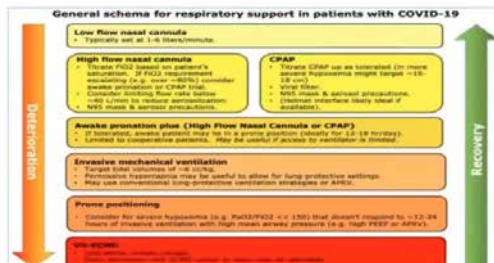 General schema for respiratory support in patients with COVID-19
Low flow nasal cannula
• Typically set at 1-6 liters/minute.
High flow nasal cannula
• Titrate FiO2 based on patient's
saturation. If FiO2 requirement
escalating (e.g. over ~60%) consider
awake pronation or CPAP trial.
• Consider limiting flow rate below
~40 L/min to reduce aerosolization.
• N95 mask & aerosol precautions.
CPAP
• Titrate CPAP up as tolerated (in more
severe hypoxemia might target ~15-
18 cm)
• Viral filter.
• N95 mask & aerosol precautions.
• (Helmet interface likely ideal if
available).
Awake pronation plus (High Flow Nasal Cannula or CPAP)
• If tolerated, awake patient may be in a prone position (ideally for 12-18 hr/day).
• Limited to cooperative patients. May be useful if access to ventilator is limited.
Invasive mechanical ventilation
• Target tidal volumes of ~6 cc/kg.
• Permissive hypercapnia may be useful to allow for lung-protective settings.
• May use conventional lung-protective ventilation strategies or APRV.
Prone positioning
• Consider for severe hypoxemia (e.g. PaO2/FiO2 << 150) that doesn't respond to ~12-24
hours of invasive ventilation with high mean airway pressure (e.g. high PEEP or APRV).
VV-ECMO
Deterioration
Recovery